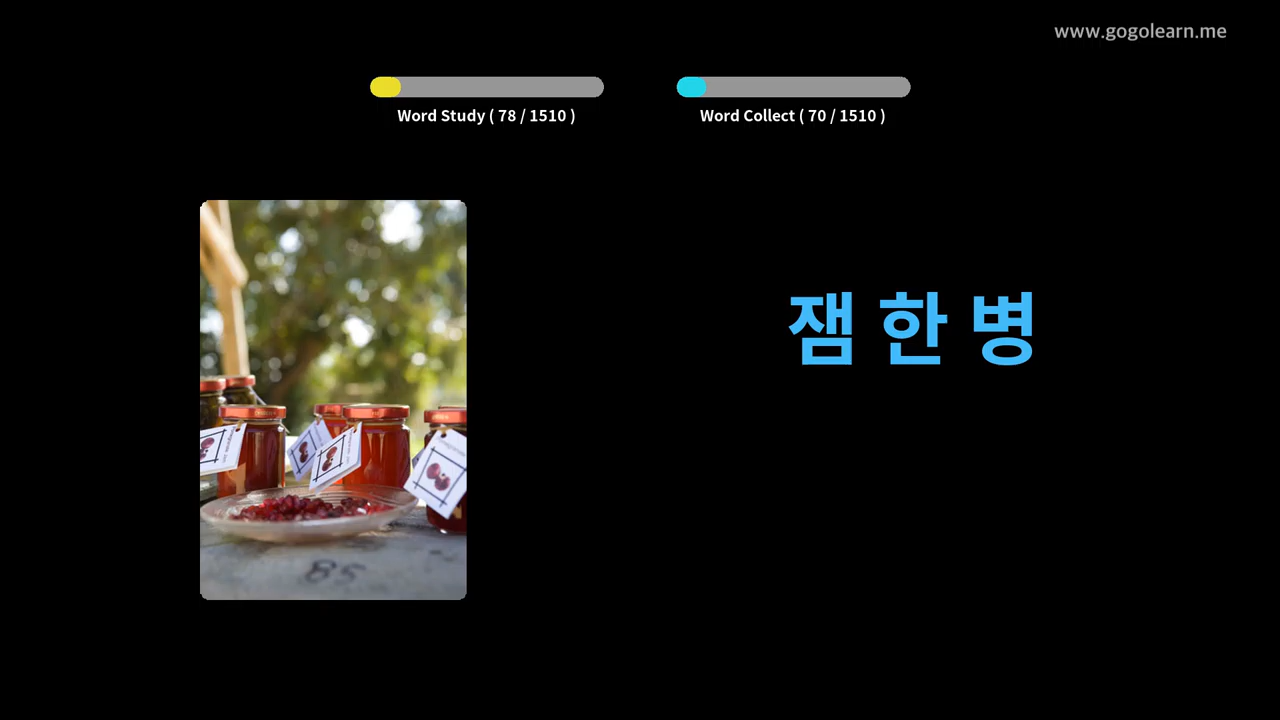 www.gogolearn.me
Word Study ( 78 / 1510 )
Word Collect ( 70 / 1510 )
잼 한 병
85